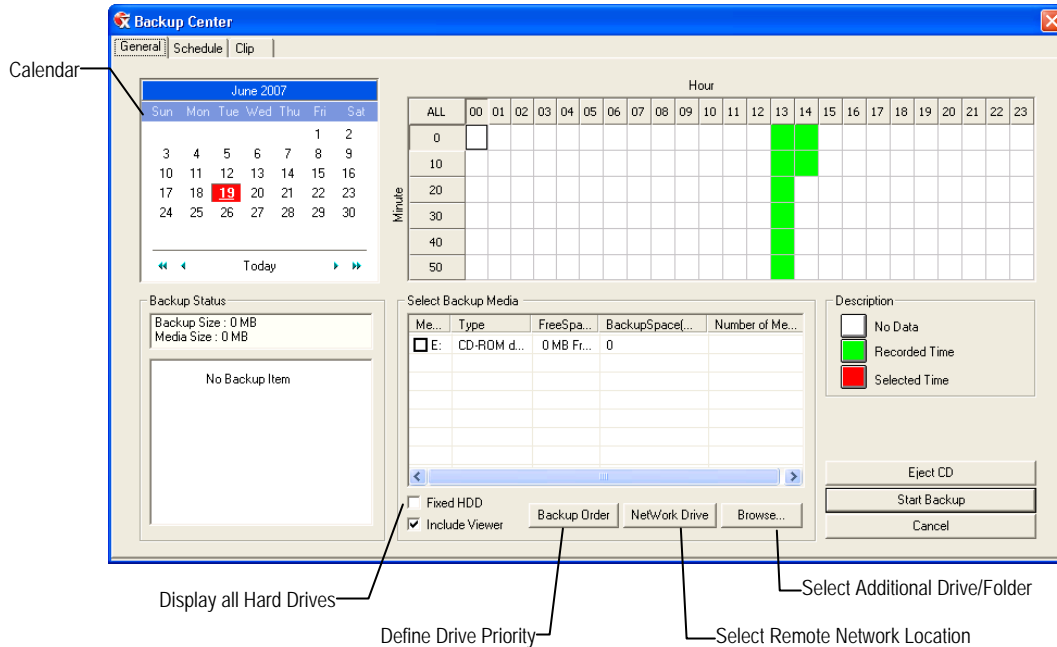 Backup Center
General Schedule Clip
Calendar
June 2007
Sun Mon Tue Wed Thu Fri Sat
1 2
3 4 5 6 7 8 9
10 11 12 13 14 15 16
17 18 19 20 21 22 23
24 25 26 27 28 29 30
Today
Hour
ALL 00 01 02 03 04 05 06 07 08 09 10 11 12 13 14 15 16 17 18 19 20 21 22 23
Minute
0
10
20
30
40
50
Backup Status
Backup Size : 0 MB
Media Size : 0 MB
No Backup Item
Select Backup Media
Me... Type FreeSpa... BackupSpace(... Number of Me...
E: CD-ROM d... 0 MB Fr... 0
Fixed HDD
Include Viewer
Backup Order NetWork Drive Browse...
Description
No Data
Recorded Time
Selected Time
Eject CD
Start Backup
Cancel
Display all Hard Drives
Select Additional Drive/Folder
Define Drive Priority
Select Remote Network Location